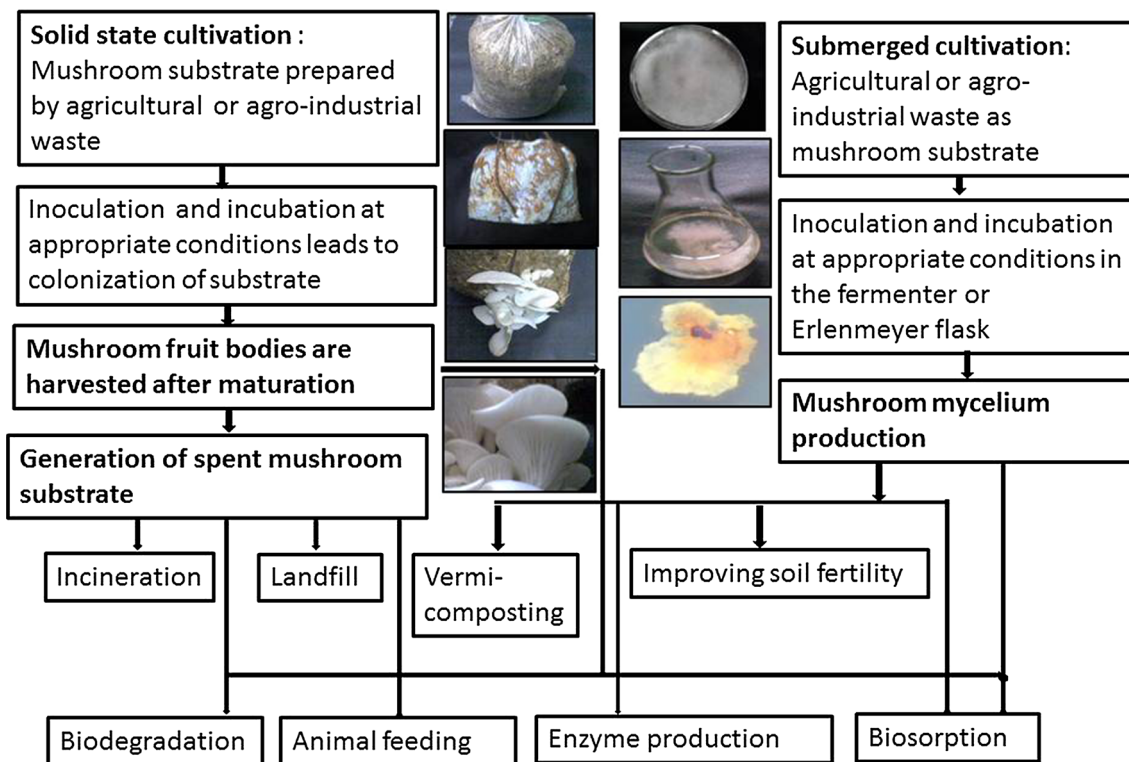 Solid state cultivation :
Mushroom substrate prepared
by agricultural or agro-industrial
waste
Inoculation and incubation at
appropriate conditions leads to
colonization of substrate
Mushroom fruit bodies are
harvested after maturation
Generation of spent mushroom
substrate
Submerged cultivation:
Agricultural or agro-
industrial waste as
mushroom substrate
Inoculation and incubation
at appropriate conditions in
the fermenter or
Erlenmeyer flask
Mushroom mycelium
production
Incineration
Landfill
Vermi-
composting
Improving soil fertility
Biodegradation
Animal feeding
Enzyme production
Biosorption